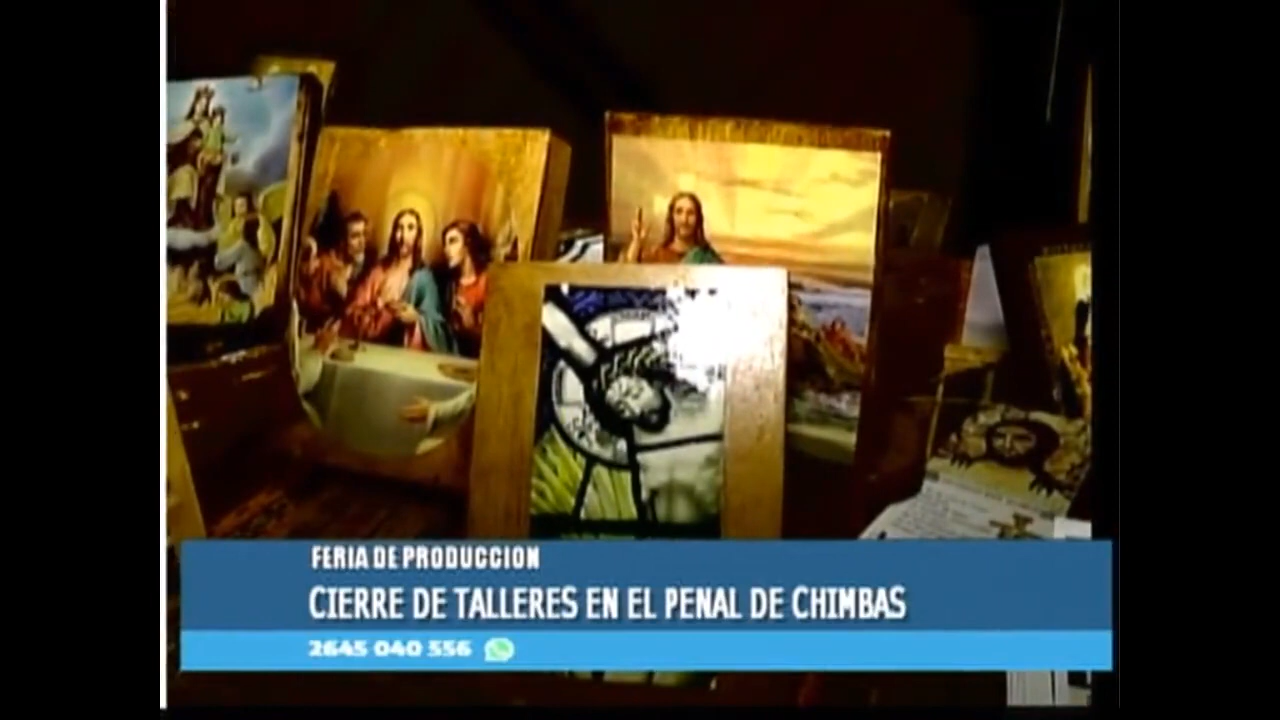 FERIA DE PRODUCCION
CIERRE DE TALLERES EN EL PENAL DE CHIMBAS
2645 040 556